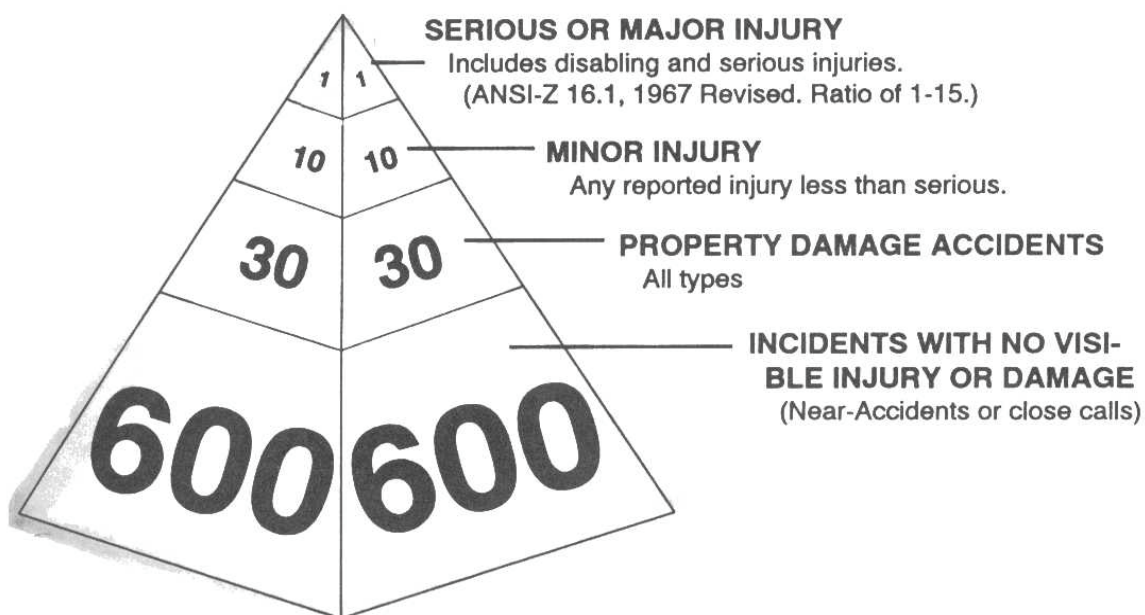 SERIOUS OR MAJOR INJURY
Includes disabling and serious injuries.
(ANSI-Z 16.1, 1967 Revised. Ratio of 1-15.)
1 1
MINOR INJURY
Any reported injury less than serious.
10 10
PROPERTY DAMAGE ACCIDENTS
All types
30 30
INCIDENTS WITH NO VISI-
BLE INJURY OR DAMAGE
(Near-Accidents or close calls)
600 600